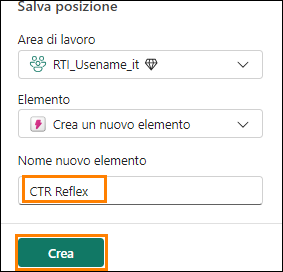 Salva posizione
Area di lavoro
RTI_Usename_it
Elemento
Crea un nuovo elemento
Nome nuovo elemento
CTR Reflex
Crea